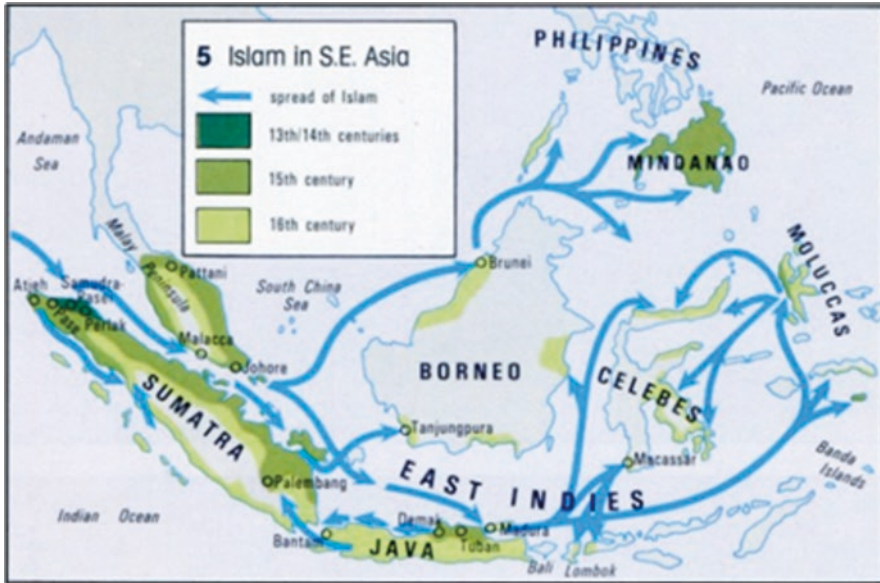 5 Islam in S.E. Asia
spread of Islam
13th/14th centuries
15th century
16th century
PHILIPPINES
Pacific Ocean
Andaman
Sea
MINDANAO
Malay
Peninsula
Pattani
South China
Sea
Brunei
MOLUCCAS
Atjeh
Samudra-
Pasei
Pase
Perlak
Malacca
Johore
BORNEO
CELEBES
SUMATRA
Tanjungpura
Macassar
Banda
Islands
Palembang
EAST INDIES
Indian Ocean
Bantam
Demak
Tuban
Madura
JAVA
Bali
Lombok